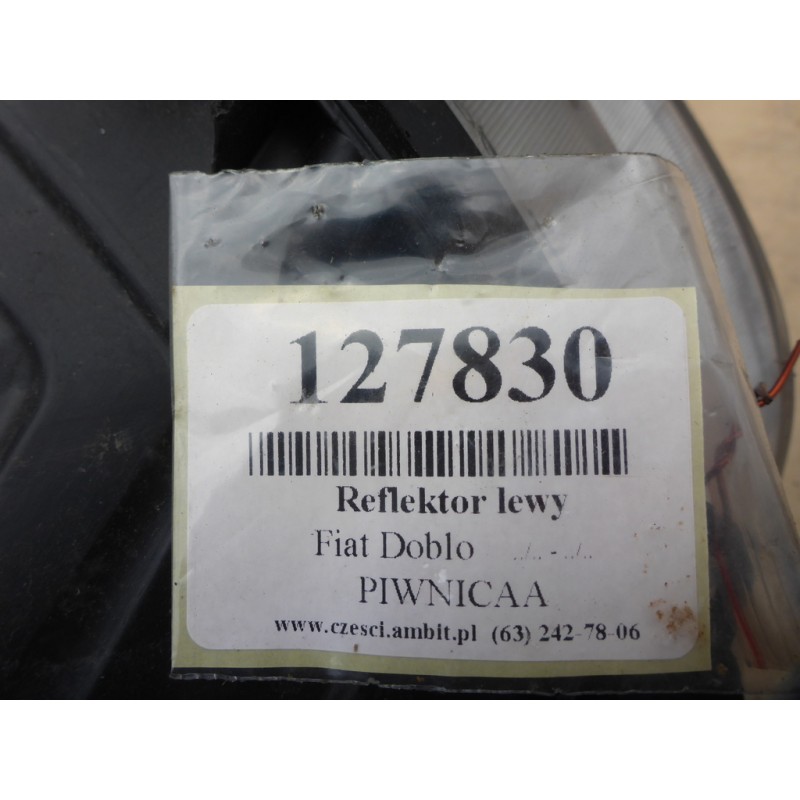 127830
Reflektor lewy
Fiat Doblo ../.. - ../..
PIWNICAA
www.czesci.ambit.pl (63) 242-78-06